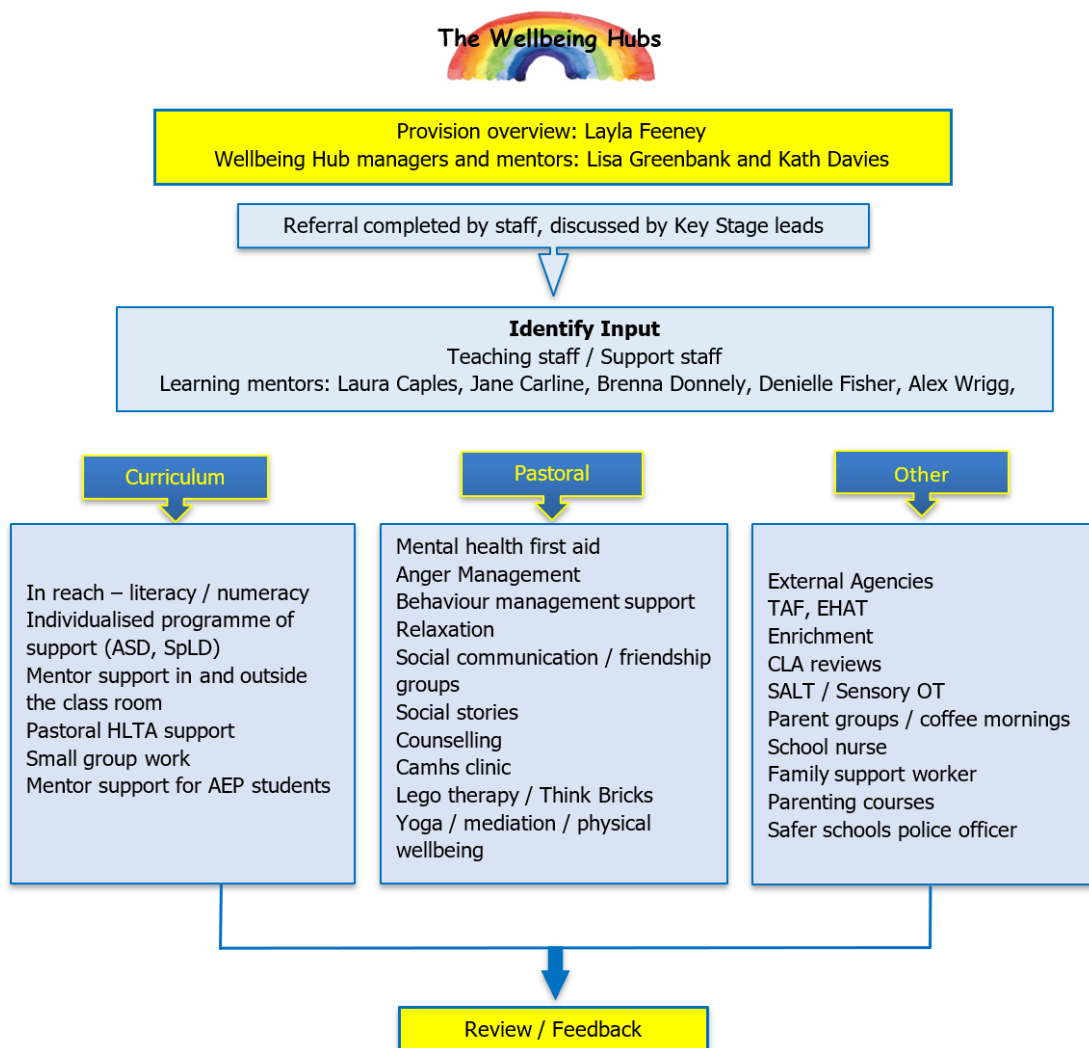 The Wellbeing Hubs
Provision overview: Layla Feeney
Wellbeing Hub managers and mentors: Lisa Greenbank and Kath Davies
Referral completed by staff, discussed by Key Stage leads
Identify Input
Teaching staff / Support staff
Learning mentors: Laura Caples, Jane Carline, Brenna Donnely, Denielle Fisher, Alex Wrigg,
Curriculum
In reach – literacy / numeracy
Individualised programme of
support (ASD, SpLD)
Mentor support in and outside
the class room
Pastoral HLTA support
Small group work
Mentor support for AEP students
Pastoral
Mental health first aid
Anger Management
Behaviour management support
Relaxation
Social communication / friendship
groups
Social stories
Counselling
Camhs clinic
Lego therapy / Think Bricks
Yoga / mediation / physical
wellbeing
Other
External Agencies
TAF, EHAT
Enrichment
CLA reviews
SALT / Sensory OT
Parent groups / coffee mornings
School nurse
Family support worker
Parenting courses
Safer schools police officer
Review / Feedback